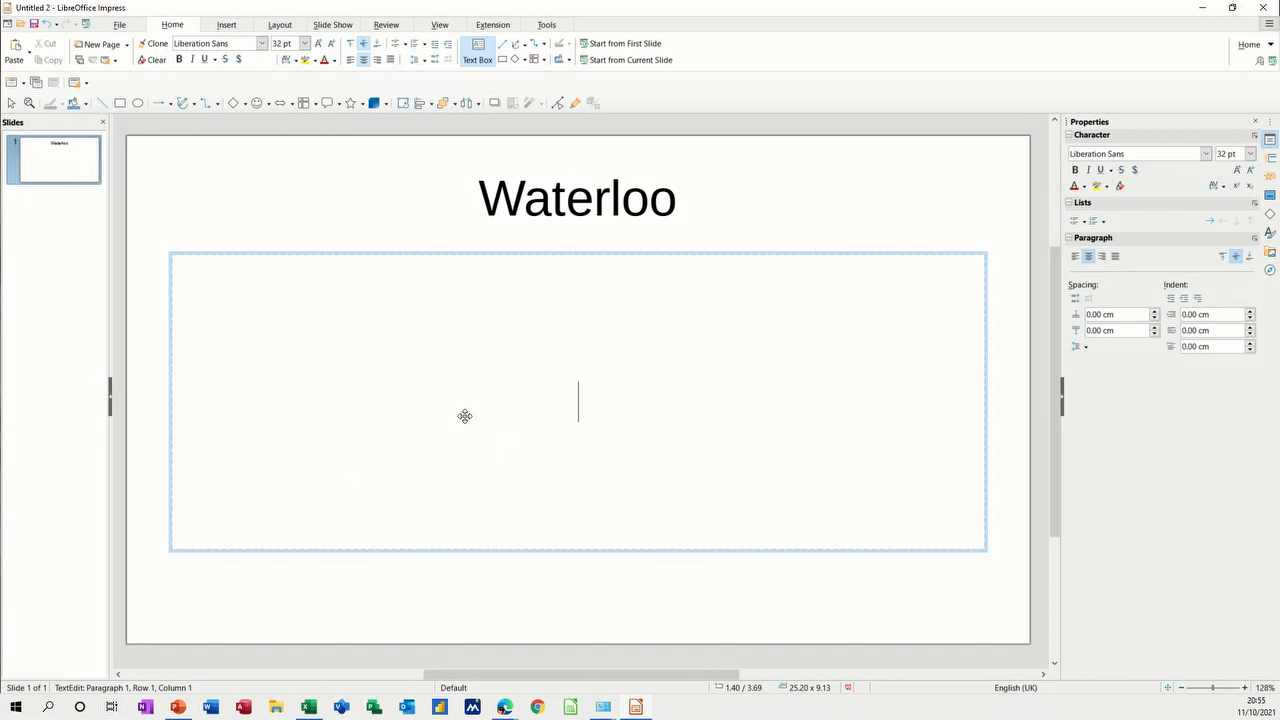 Untitled 2 - LibreOffice Impress
File Home Insert Layout Slide Show Review View Extension Tools
Paste
Cut
Copy
New Page
Clone
Clear
Liberation Sans 32 pt
Text Box
Start from First Slide
Start from Current Slide
Home
Slides
1
Waterloo
Waterloo
Properties
Character
Liberation Sans 32 pt
Lists
Paragraph
Spacing: Indent:
0.00 cm 0.00 cm
0.00 cm 0.00 cm
0.00 cm
Slide 1 of 1 TextEdit: Paragraph 1, Row 1, Column 1 Default 1.40 / 3.69 25.20 x 9.13 English (UK) 128%
20:55
11/10/2021